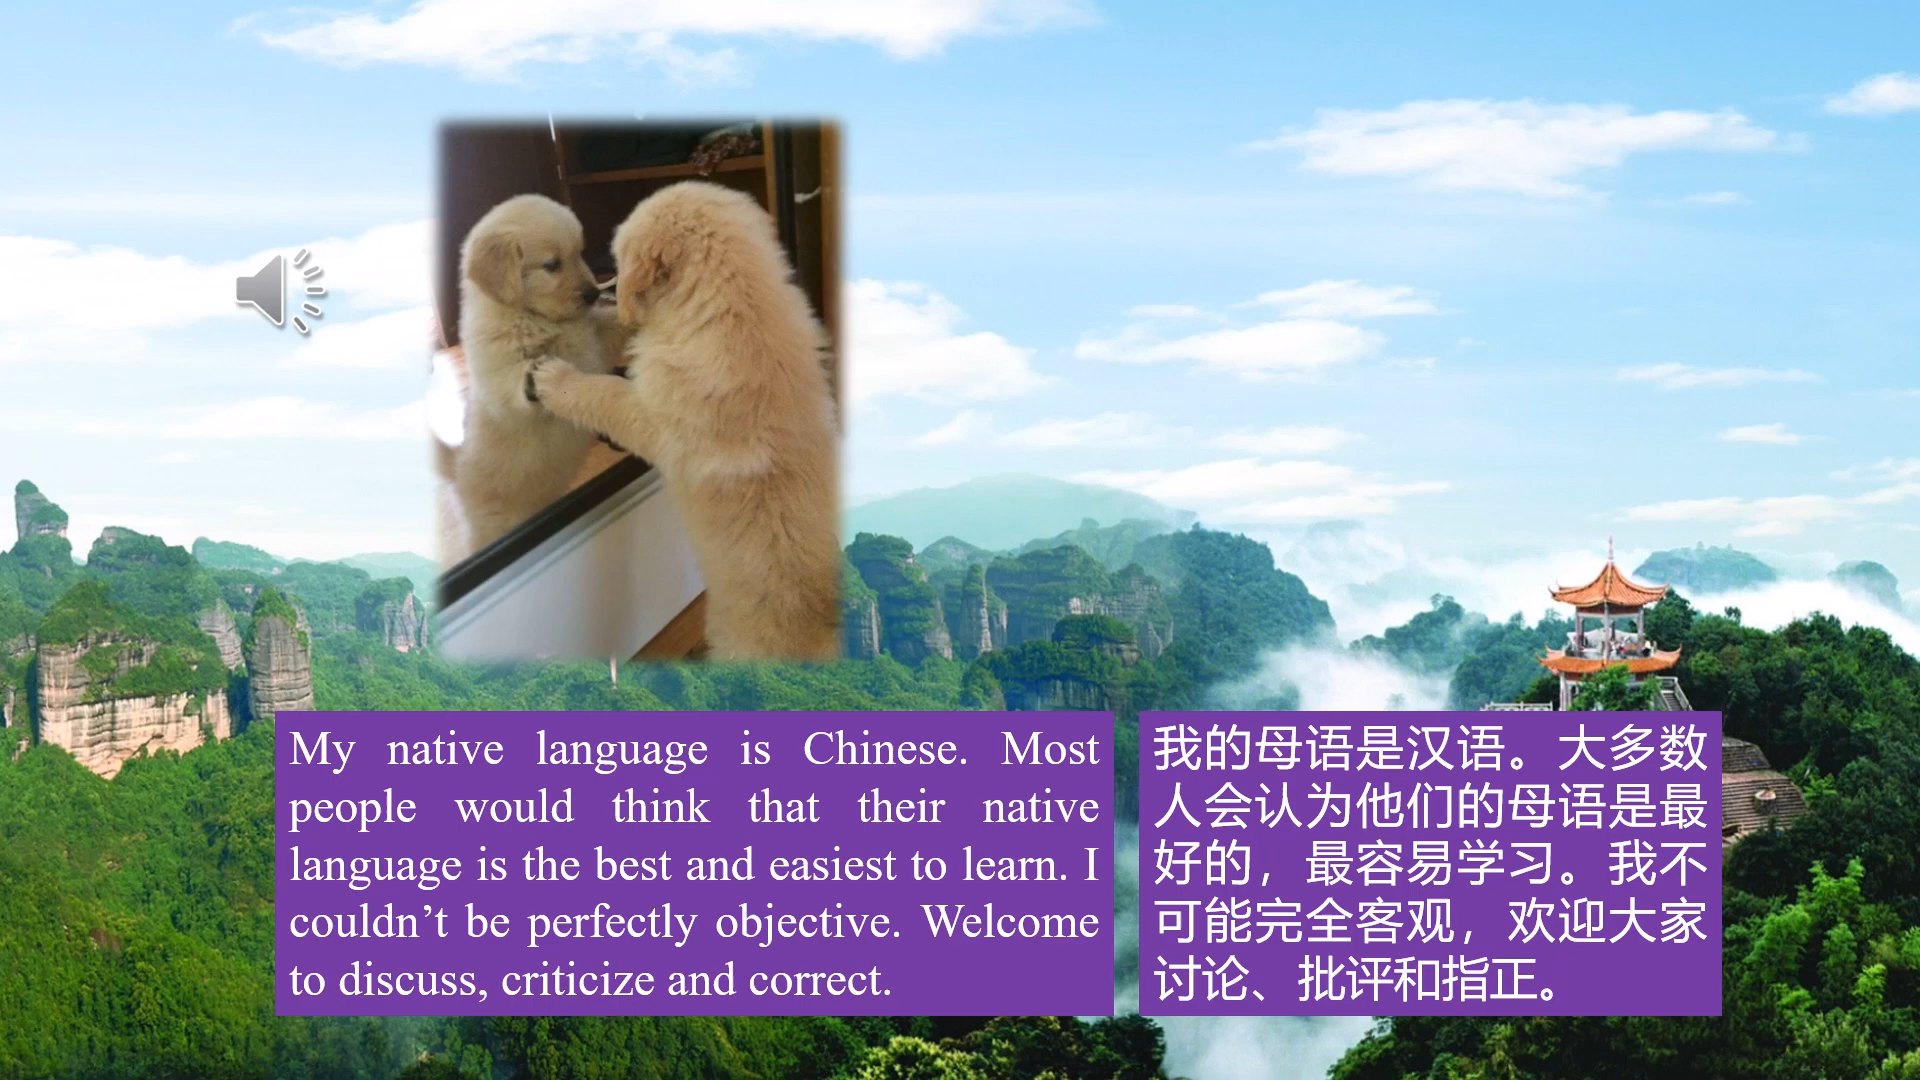 My native language is Chinese. Most
people would think that their native
language is the best and easiest to learn. I
couldn’t be perfectly objective. Welcome
to discuss, criticize and correct.
我的母语是汉语。大多数
人会认为他们的母语是最
好的，最容易学习。我不
可能完全客观，欢迎大家
讨论、批评和指正。